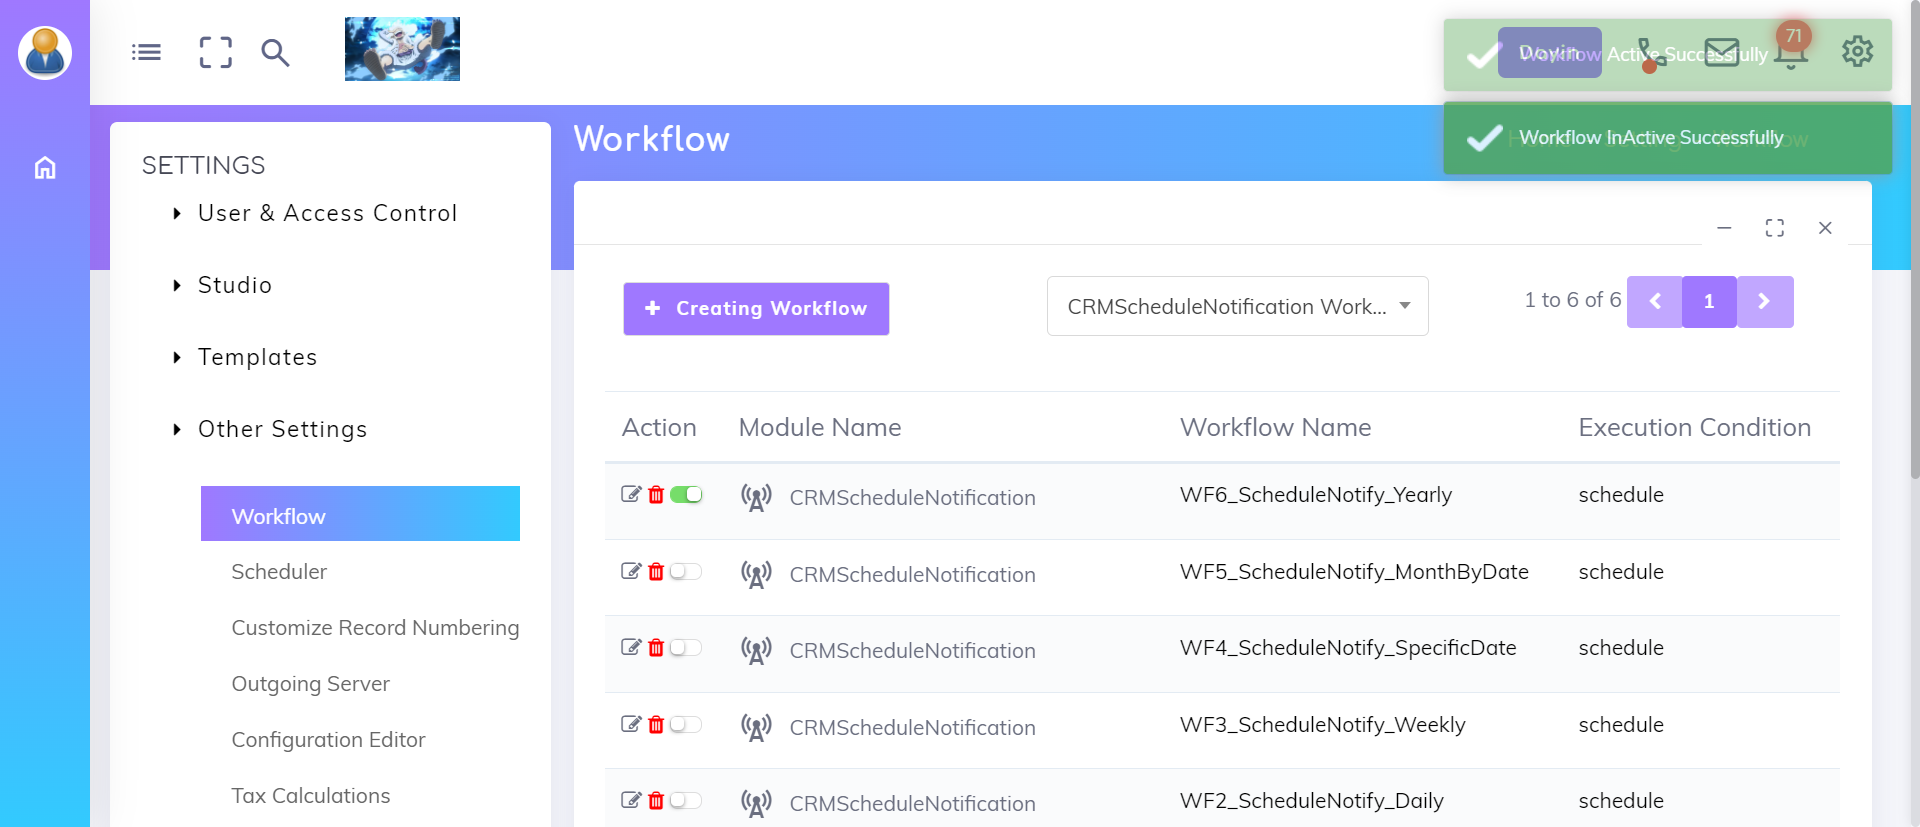 Workflow Active Successfully
71
Workflow InActive Successfully
SETTINGS
User & Access Control
Studio
Templates
Other Settings
Workflow
Scheduler
Customize Record Numbering
Outgoing Server
Configuration Editor
Tax Calculations
Workflow
Creating Workflow
CRMScheduleNotification Work...
1 to 6 of 6
1
Action Module Name Workflow Name Execution Condition
CRMScheduleNotification WF6_ScheduleNotify_Yearly schedule
CRMScheduleNotification WF5_ScheduleNotify_MonthByDate schedule
CRMScheduleNotification WF4_ScheduleNotify_SpecificDate schedule
CRMScheduleNotification WF3_ScheduleNotify_Weekly schedule
CRMScheduleNotification WF2_ScheduleNotify_Daily schedule